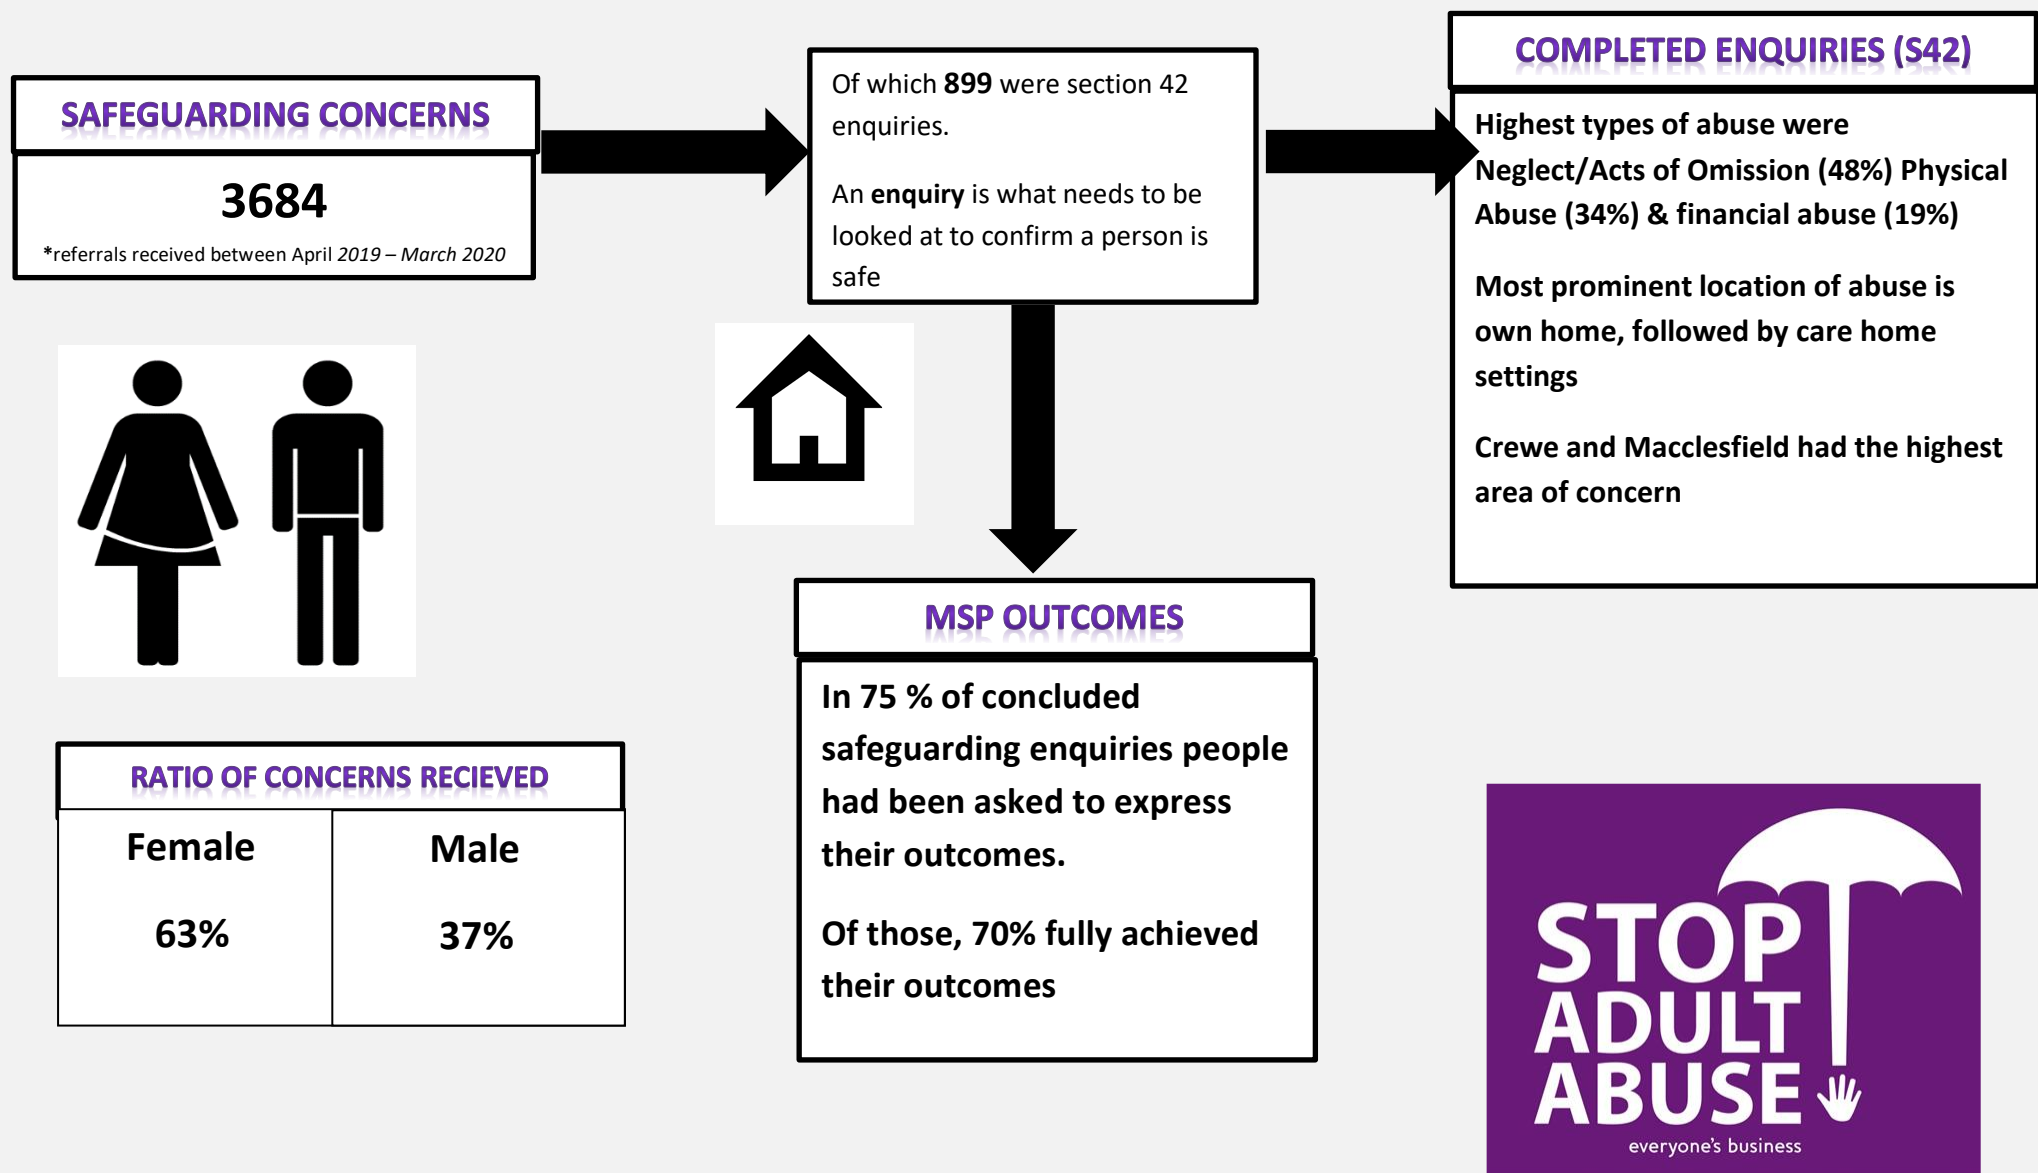 SAFEGUARDING CONCERNS
3684
*referrals received between April 2019 – March 2020
Of which 899 were section 42
enquiries.
An enquiry is what needs to be
looked at to confirm a person is
safe
COMPLETED ENQUIRIES (S42)
Highest types of abuse were
Neglect/Acts of Omission (48%) Physical
Abuse (34%) & financial abuse (19%)
Most prominent location of abuse is
own home, followed by care home
settings
Crewe and Macclesfield had the highest
area of concern
MSP OUTCOMES
In 75 % of concluded
safeguarding enquiries people
had been asked to express
their outcomes.
Of those, 70% fully achieved
their outcomes
RATIO OF CONCERNS RECIEVED
Female
Male
63%
37%
STOP
ADULT
ABUSE
everyone's business